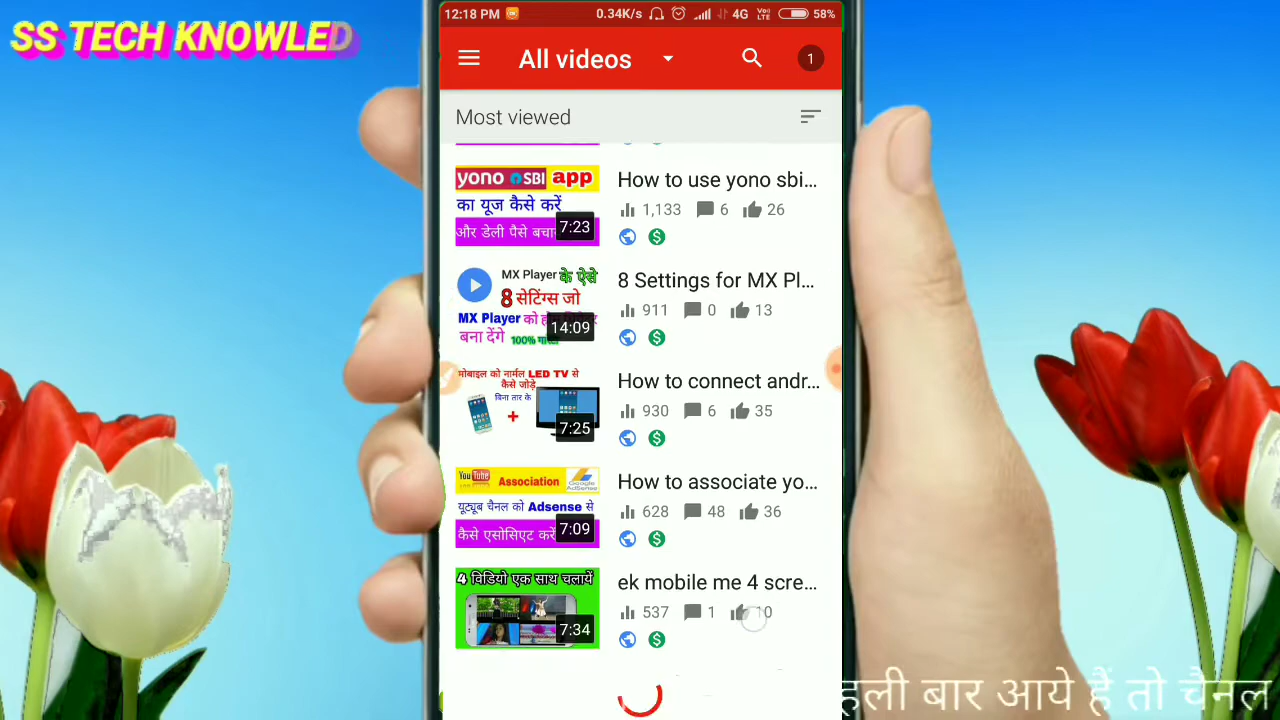 SS TECH KNOWLED
12:18 PM 0.34K/s 4G VoLTE 58%
All videos 1
Most viewed
yono SBI app
का यूज कैसे करें
और डेली पैसे बचा
7:23
How to use yono sbi...
1,133 6 26
MX Player के ऐसे
8 सेटिंग्स जो
MX Player को
बना देंगे 100%
14:09
8 Settings for MX Pl...
911 0 13
मोबाइल को नार्मल LED TV से
कैसे जोड़े
बिना तार के
+
7:25
How to connect andr...
930 6 35
YouTube Association Google AdSense
यूट्यूब चैनल को Adsense से
कैसे एसोसिएट करें
7:09
How to associate yo...
628 48 36
4 विडियो एक साथ चलायें
7:34
ek mobile me 4 scre...
537 1 10
हली बार आये हैं तो चैनल